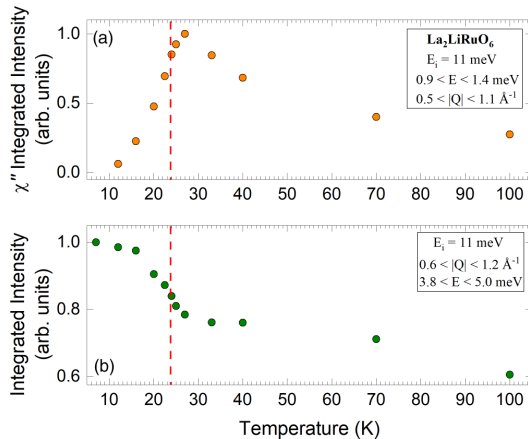 (a)
La₂LiRuO₆
Eᵢ = 11 meV
0.9 < E < 1.4 meV
0.5 < |Q| < 1.1 Å⁻¹
χ″ Integrated Intensity
(arb. units)
1.0
0.5
0.0
10 20 30 40 50 60 70 80 90 100
(b)
Eᵢ = 11 meV
0.6 < |Q| < 1.2 Å⁻¹
3.8 < E < 5.0 meV
Integrated Intensity
(arb. units)
1.0
0.8
0.6
10 20 30 40 50 60 70 80 90 100
Temperature (K)